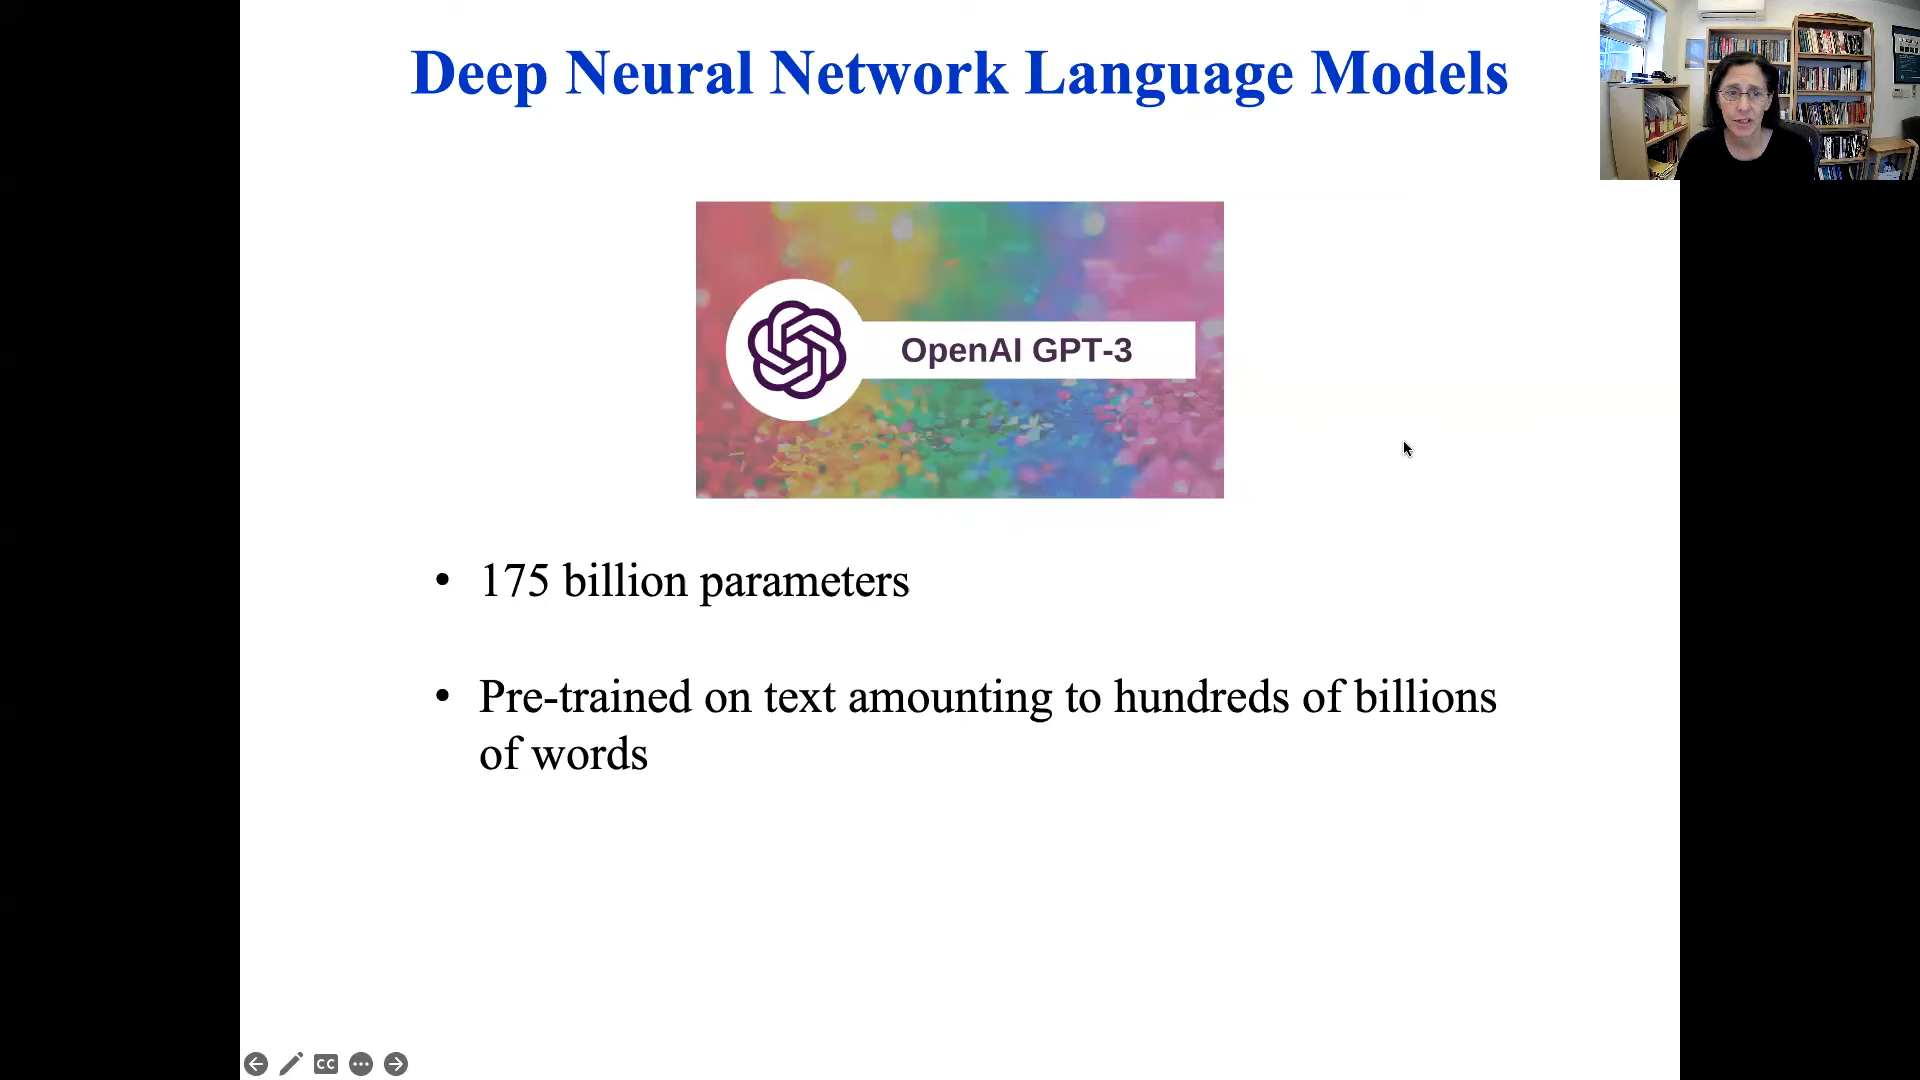 Deep Neural Network Language Models
OpenAI GPT-3
• 175 billion parameters
• Pre-trained on text amounting to hundreds of billions
of words
CC